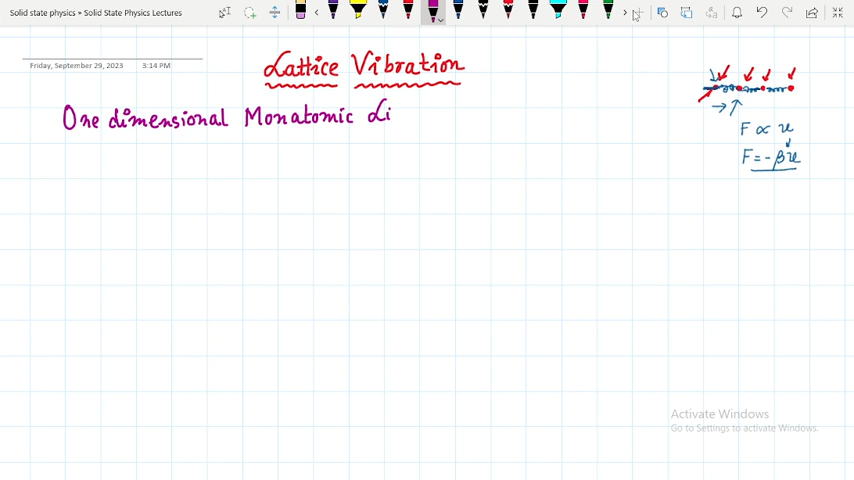 Solid state physics » Solid State Physics Lectures
Friday, September 29, 2023 3:14 PM
Lattice Vibration
One dimensional Monatomic Li
F ∝ x
F = - βx
Activate Windows
Go to Settings to activate Windows.